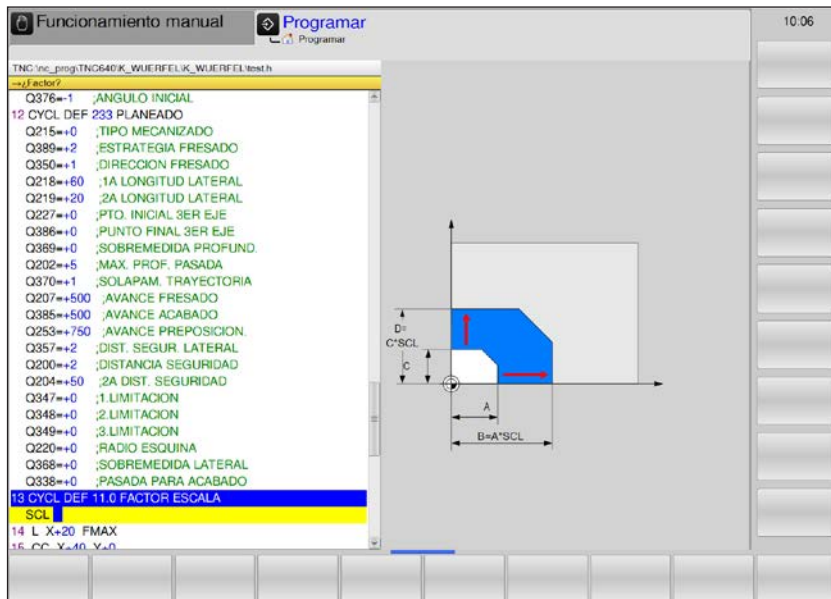 Funcionamiento manual
Programar
Programar
10:06
TNC:\nc_prog\TNC640\K_WUERFEL\K_WUERFEL\test.h
→¿Factor?
Q376=-1 ;ANGULO INICIAL
12 CYCL DEF 233 PLANEADO
Q215=+0 ;TIPO MECANIZADO
Q389=+2 ;ESTRATEGIA FRESADO
Q350=+1 ;DIRECCION FRESADO
Q218=+60 ;1A LONGITUD LATERAL
Q219=+20 ;2A LONGITUD LATERAL
Q227=+0 ;PTO. INICIAL 3ER EJE
Q386=+0 ;PUNTO FINAL 3ER EJE
Q369=+0 ;SOBREMEDIDA PROFUND.
Q202=+5 ;MAX. PROF. PASADA
Q370=+1 ;SOLAPAM. TRAYECTORIA
Q207=+500 ;AVANCE FRESADO
Q385=+500 ;AVANCE ACABADO
Q253=+750 ;AVANCE PREPOSICION.
Q357=+2 ;DIST. SEGUR. LATERAL
Q200=+2 ;DISTANCIA SEGURIDAD
Q204=+50 ;2A DIST. SEGURIDAD
Q347=+0 ;1.LIMITACION
Q348=+0 ;2.LIMITACION
Q349=+0 ;3.LIMITACION
Q220=+0 ;RADIO ESQUINA
Q368=+0 ;SOBREMEDIDA LATERAL
Q338=+0 ;PASADA PARA ACABADO
13 CYCL DEF 11.0 FACTOR ESCALA
SCL
14 L X+20 FMAX
15 CC X+40 Y+0
D=
C*SCL
C
A
B=A*SCL